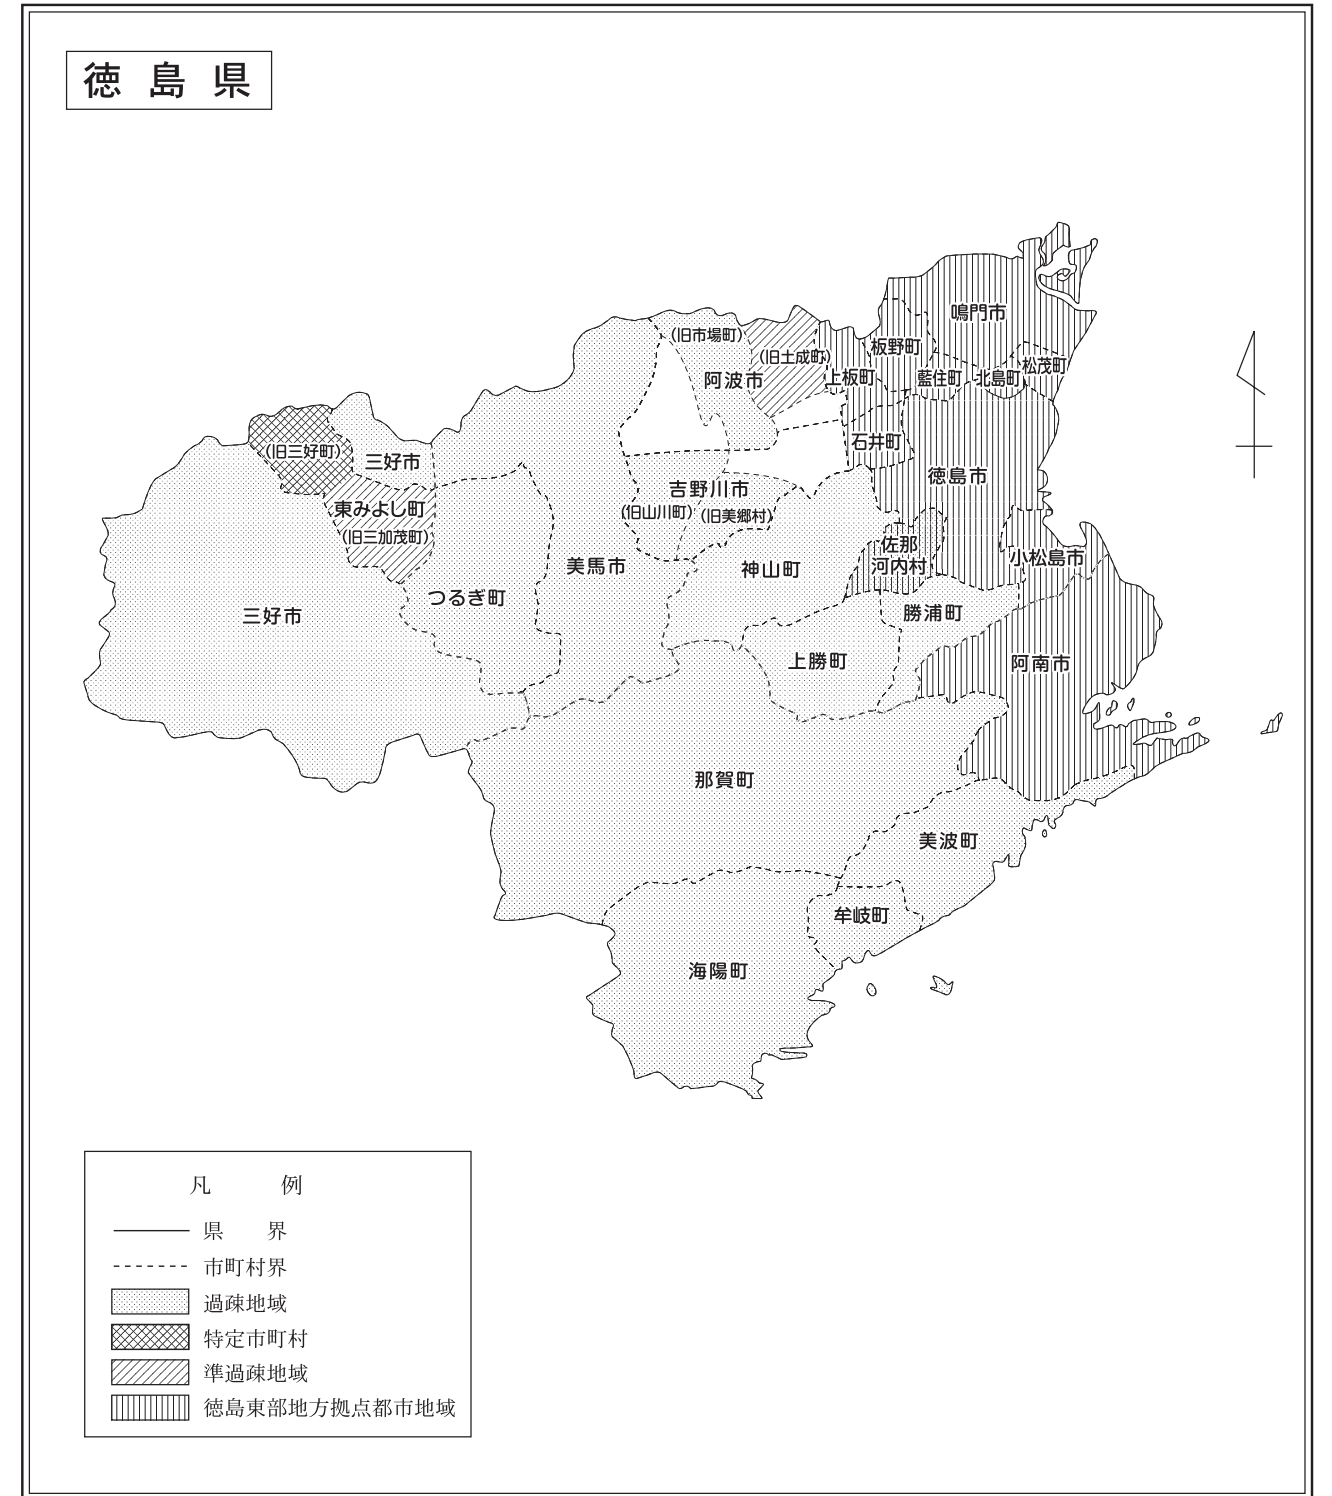 徳島県
鳴門市
(旧市場町)
(旧土成町)
板野町
松茂町
阿波市
上板町
藍住町
北島町
石井町
(旧三好町)
三好市
徳島市
吉野川市
東みよし町
(旧山川町)
(旧美郷村)
(旧三加茂町)
佐那
河内村
小松島市
美馬市
神山町
つるぎ町
三好市
勝浦町
上勝町
阿南市
那賀町
美波町
牟岐町
海陽町
凡例
県界
市町村界
過疎地域
特定市町村
準過疎地域
徳島東部地方拠点都市地域